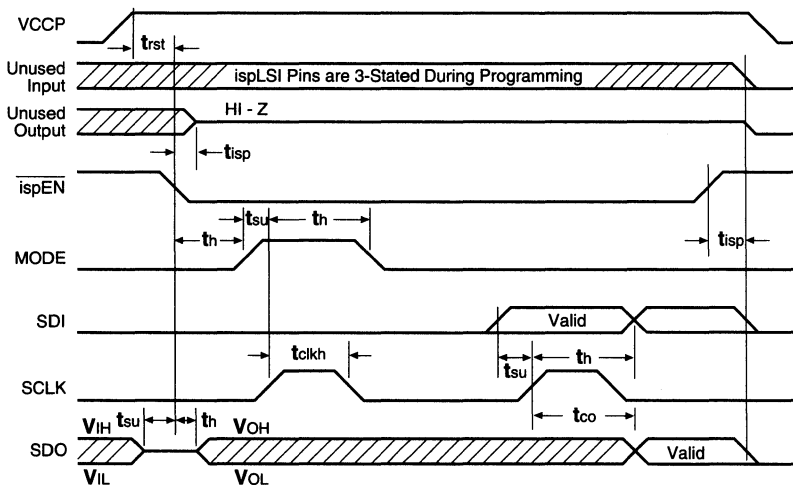 VCCP
trst
Unused
Input
ispLSI Pins are 3-Stated During Programming
Unused
Output
HI - Z
tisp
ispEN
tsu
th
th
tisp
MODE
SDI
Valid
tclkh
tsu
th
SCLK
tsu
th
tco
VIH
VOH
SDO
Valid
VIL
VOL